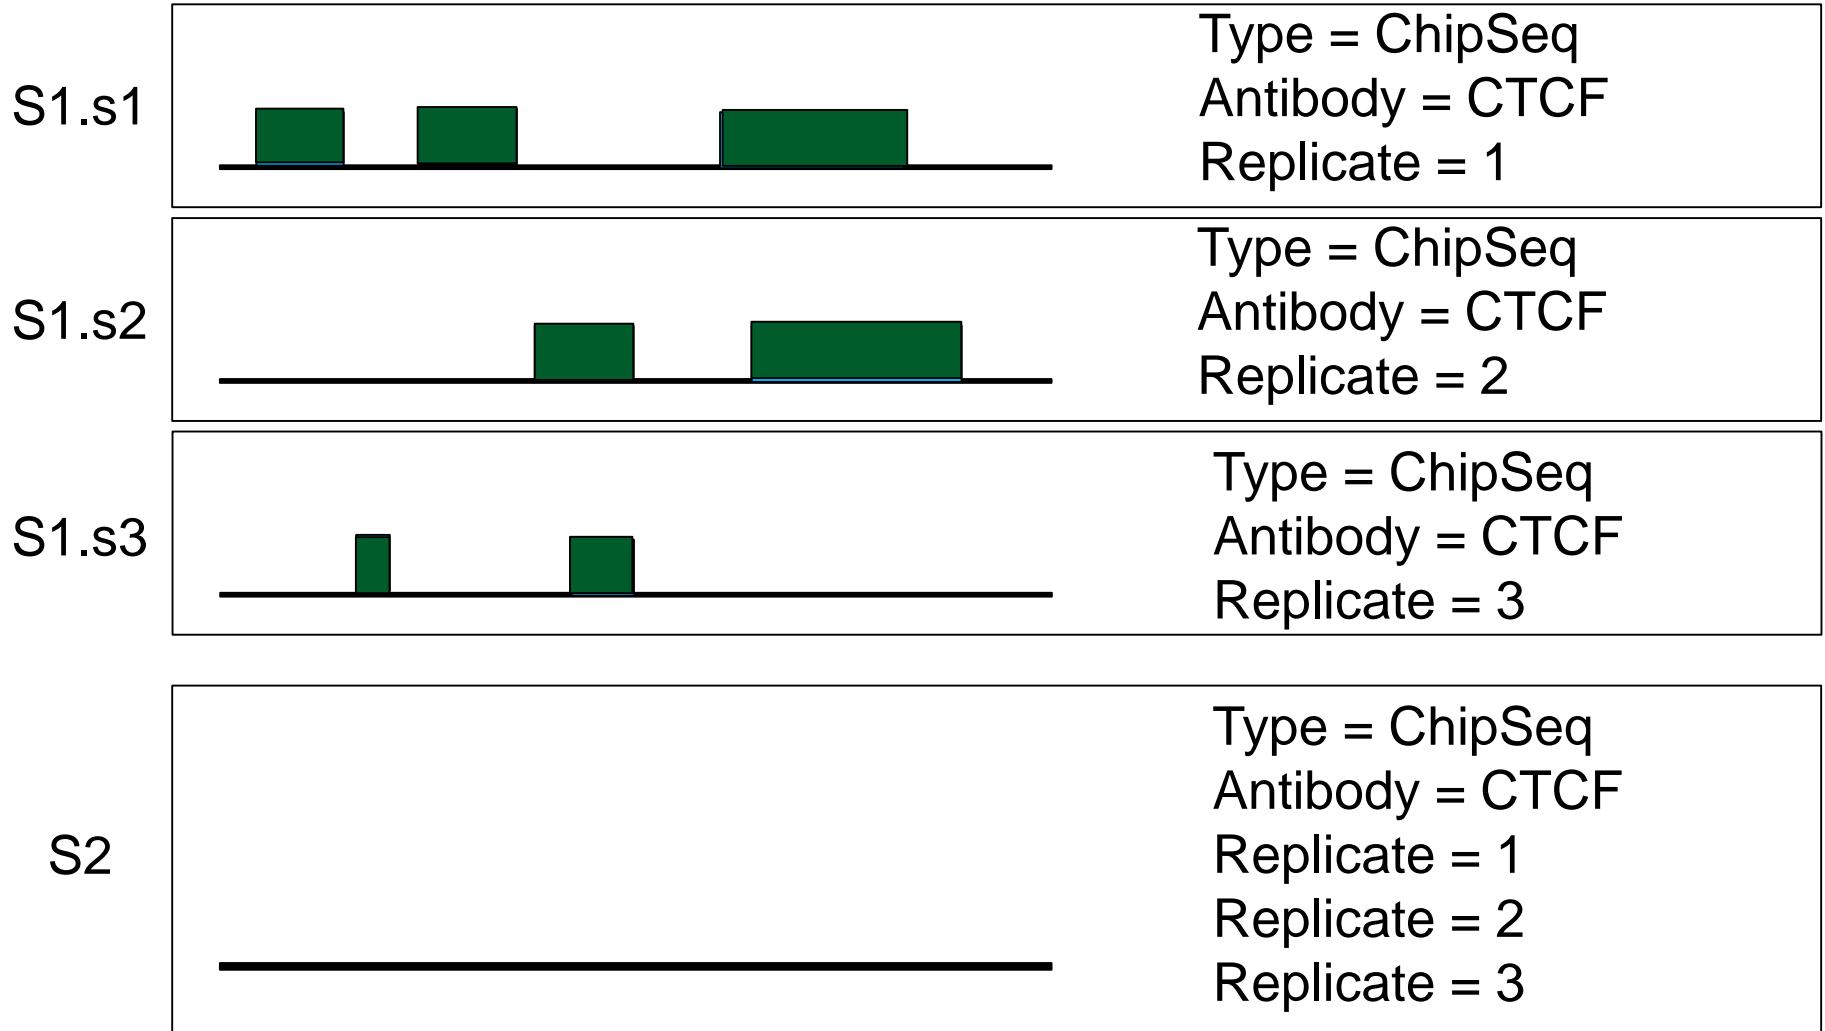 S1.s1
Type = ChipSeq
Antibody = CTCF
Replicate = 1
S1.s2
Type = ChipSeq
Antibody = CTCF
Replicate = 2
S1.s3
Type = ChipSeq
Antibody = CTCF
Replicate = 3
S2
Type = ChipSeq
Antibody = CTCF
Replicate = 1
Replicate = 2
Replicate = 3